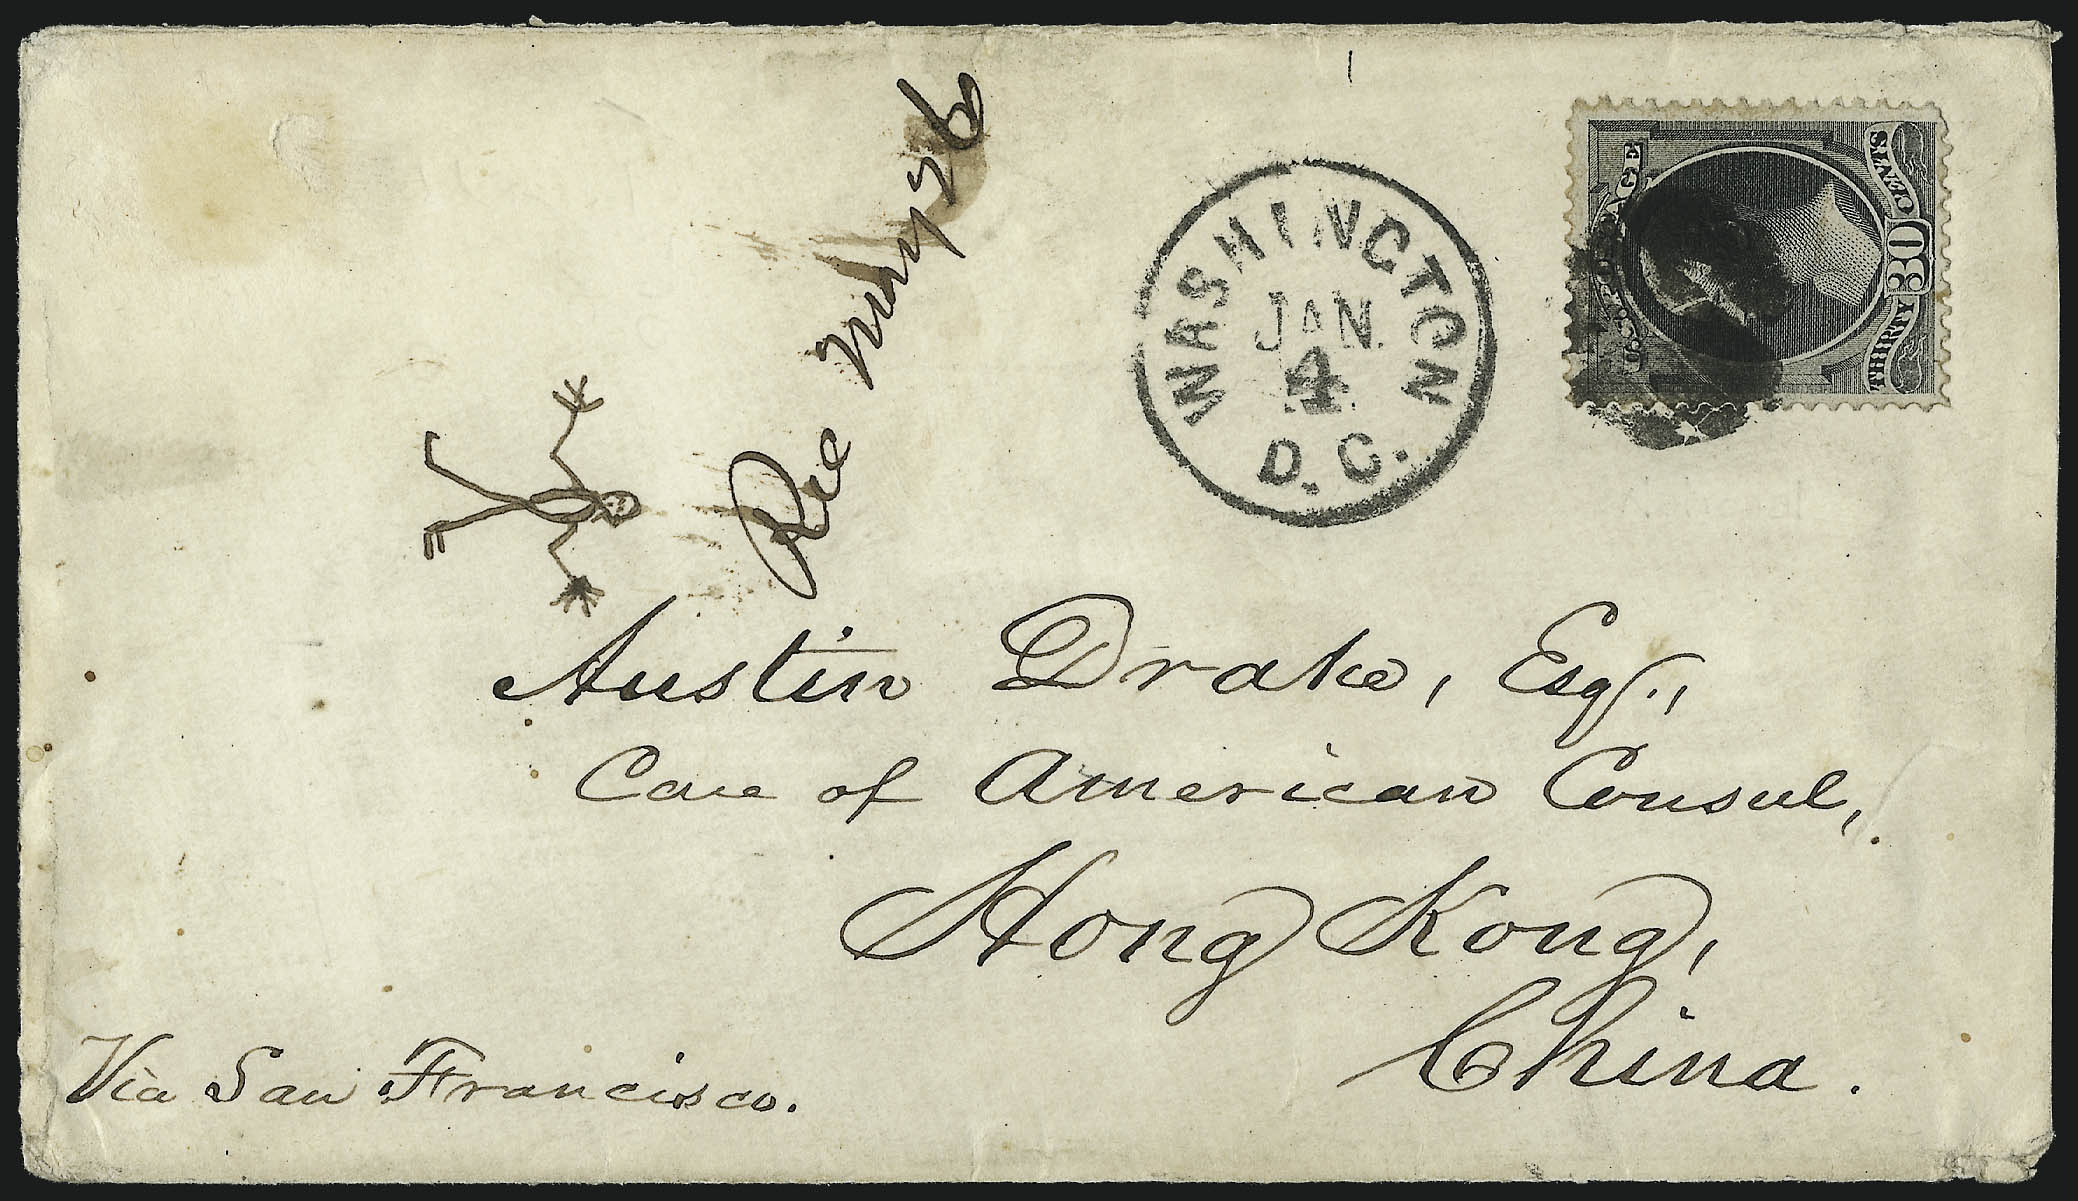 U.S. POSTAGE
THIRTY 30 CENTS
WASHINGTON
JAN.
4
D.C.
Rec May 26
Austin Drake, Esq.,
Care of American Consul,
Hong Kong,
China.
Via San Francisco.